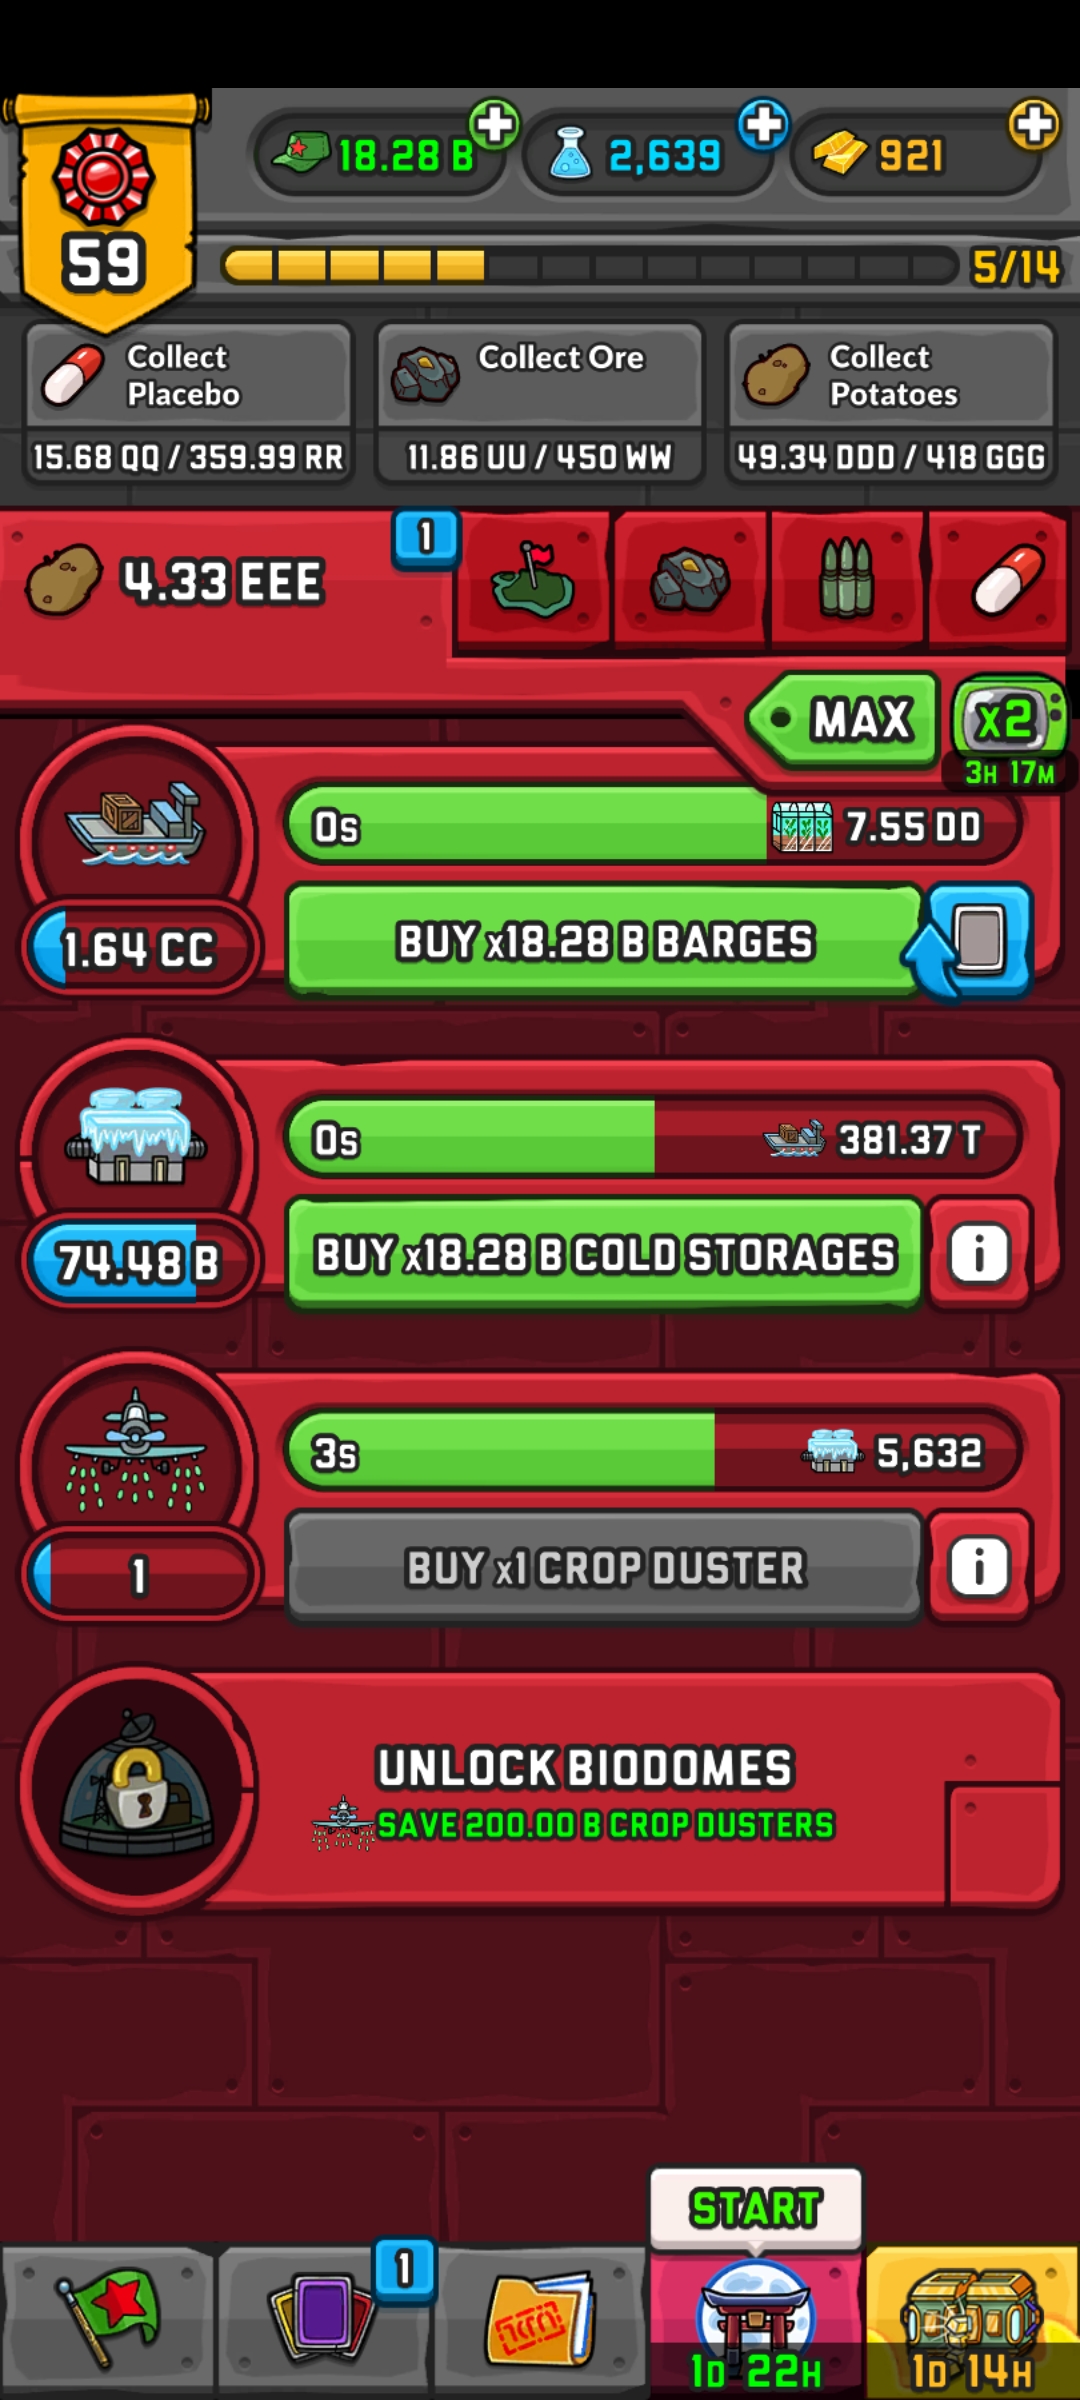 18.28 B
2,639
921
59
5/14
Collect
Placebo
15.68 QQ / 359.99 RR
Collect Ore
11.86 UU / 450 WW
Collect
Potatoes
49.34 DDD / 418 GGG
4.33 EEE
1
MAX
x2
3H 17M
0s
7.55 DD
1.64 CC
BUY x18.28 B BARGES
0s
381.37 T
74.48 B
BUY x18.28 B COLD STORAGES
i
3s
5,632
1
BUY x1 CROP DUSTER
i
UNLOCK BIODOMES
SAVE 200.00 B CROP DUSTERS
START
1
1D 22H
1D 14H